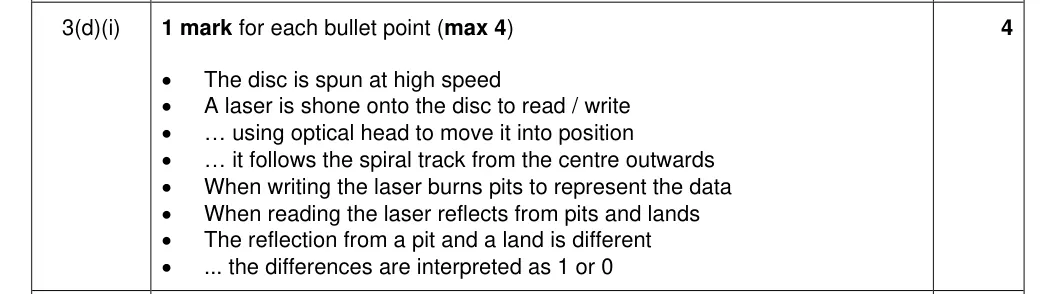 3(d)(i) 1 mark for each bullet point (max 4) 4
• The disc is spun at high speed
• A laser is shone onto the disc to read / write
• … using optical head to move it into position
• … it follows the spiral track from the centre outwards
• When writing the laser burns pits to represent the data
• When reading the laser reflects from pits and lands
• The reflection from a pit and a land is different
• ... the differences are interpreted as 1 or 0